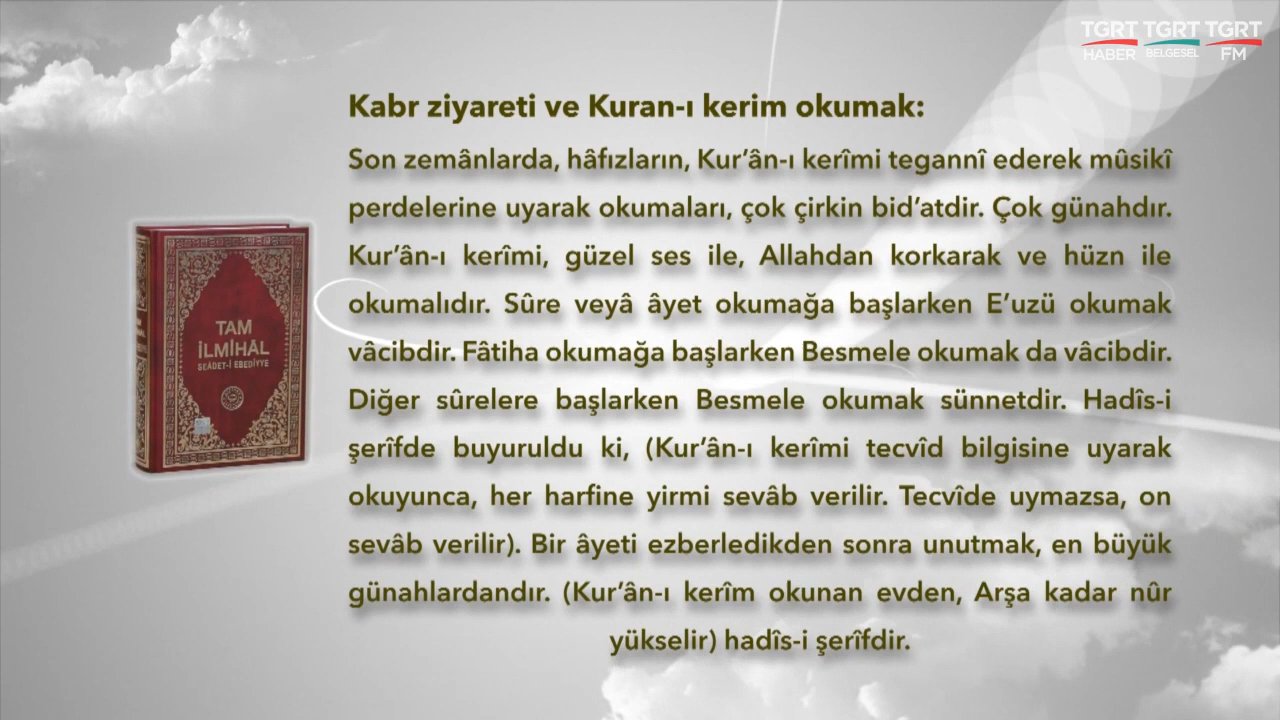 TGRT HABER TGRT BELGESEL TGRT FM
Kabr ziyareti ve Kuran-ı kerim okumak:
Son zemânlarda, hâfızların, Kur’ân-ı kerîmi tegannî ederek mûsikî
perdelerine uyarak okumaları, çok çirkin bid’atdir. Çok günahdır.
Kur’ân-ı kerîmi, güzel ses ile, Allahdan korkarak ve hüzn ile
okumalıdır. Sûre veyâ âyet okumağa başlarken E’uzü okumak
vâcibdir. Fâtiha okumağa başlarken Besmele okumak da vâcibdir.
Diğer sûrelere başlarken Besmele okumak sünnetdir. Hadîs-i
şerîfde buyuruldu ki, (Kur’ân-ı kerîmi tecvîd bilgisine uyarak
okuyunca, her harfine yirmi sevâb verilir. Tecvîde uymazsa, on
sevâb verilir). Bir âyeti ezberledikden sonra unutmak, en büyük
günahlardandır. (Kur’ân-ı kerîm okunan evden, Arşa kadar nûr
yükselir) hadîs-i şerîfdir.
TAM
İLMİHÂL
SEÂDET-İ EBEDİYYE